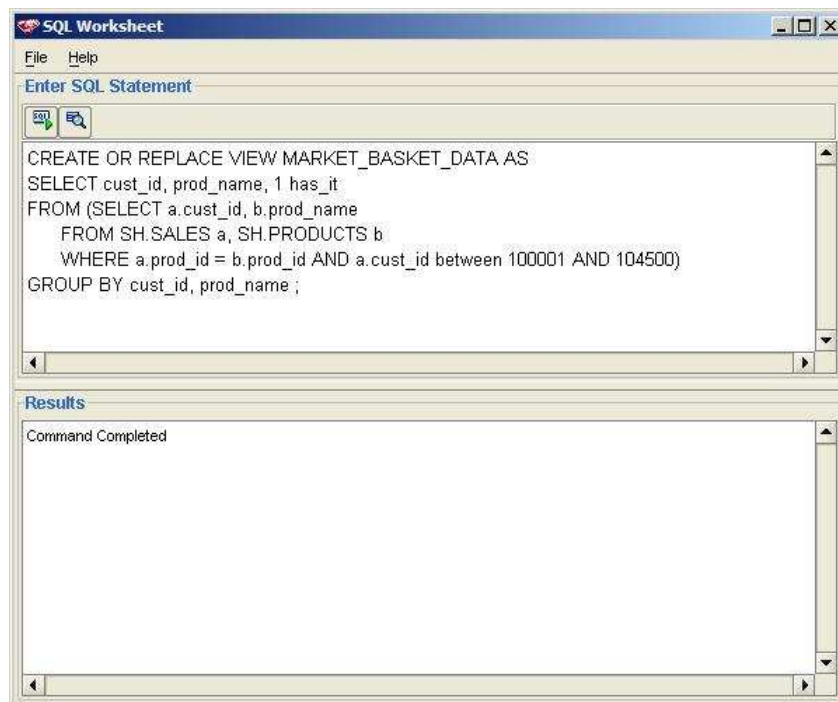 SQL Worksheet
File Help
Enter SQL Statement
CREATE OR REPLACE VIEW MARKET_BASKET_DATA AS
SELECT cust_id, prod_name, 1 has_it
FROM (SELECT a.cust_id, b.prod_name
FROM SH.SALES a, SH.PRODUCTS b
WHERE a.prod_id = b.prod_id AND a.cust_id between 100001 AND 104500)
GROUP BY cust_id, prod_name ;
Results
Command Completed